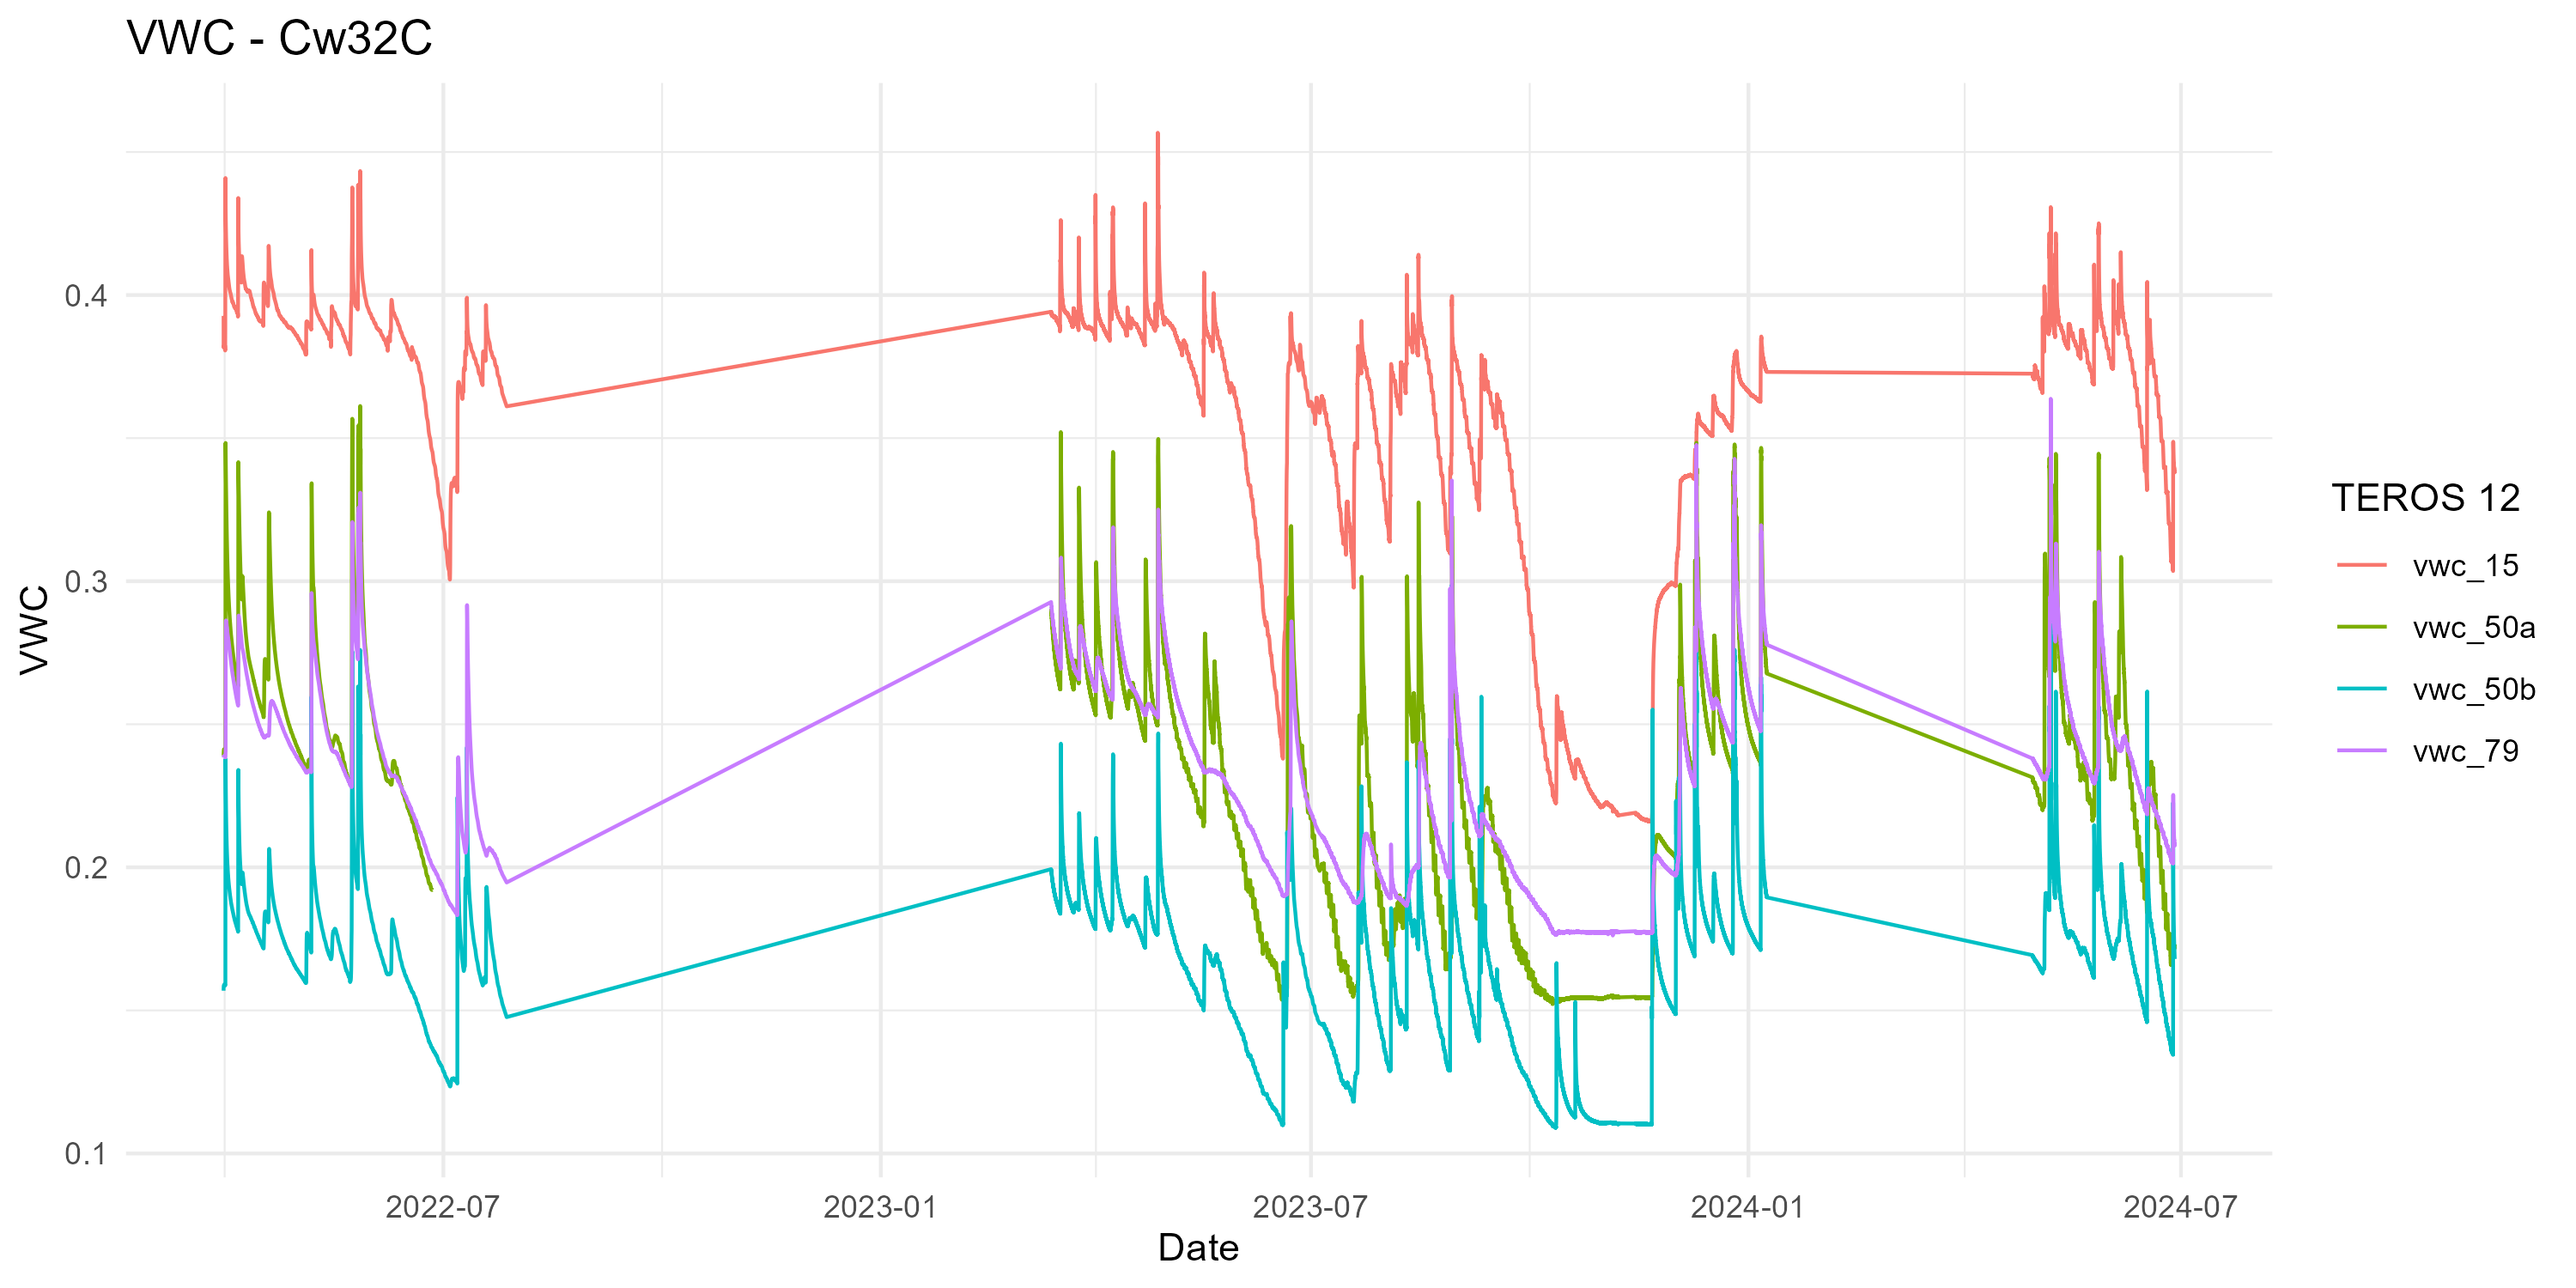 VWC - Cw32C
0.4
0.3
0.2
0.1
VWC
2022-07
2023-01
2023-07
2024-01
2024-07
Date
TEROS 12
vwc_15
vwc_50a
vwc_50b
vwc_79